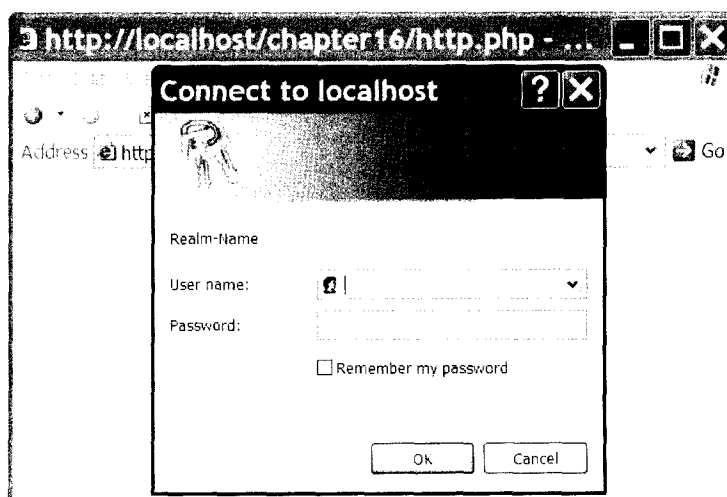 http://localhost/chapter16/http.php - ...
Connect to localhost
Address http
Go
Realm-Name
User name:
Password:
Remember my password
OK
Cancel